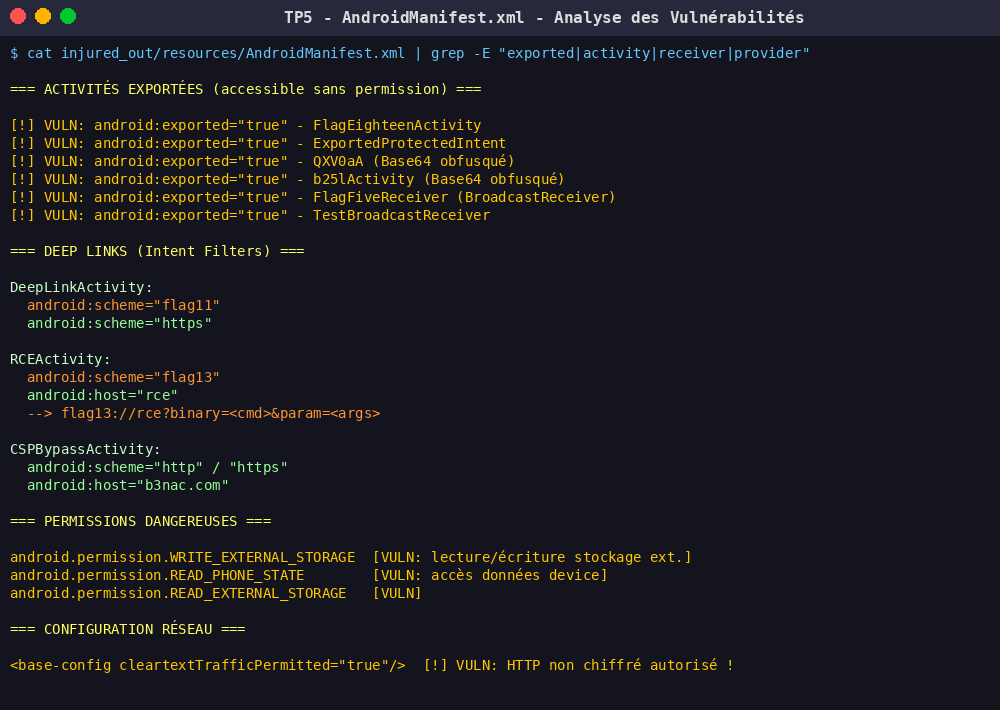 TP5 - AndroidManifest.xml - Analyse des Vulnérabilités
$ cat injured_out/resources/AndroidManifest.xml | grep -E "exported|activity|receiver|provider"
=== ACTIVITÉS EXPORTÉES (accessible sans permission) ===
[!] VULN: android:exported="true" - FlagEighteenActivity
[!] VULN: android:exported="true" - ExportedProtectedIntent
[!] VULN: android:exported="true" - QXV0aA (Base64 obfusqué)
[!] VULN: android:exported="true" - b25lActivity (Base64 obfusqué)
[!] VULN: android:exported="true" - FlagFiveReceiver (BroadcastReceiver)
[!] VULN: android:exported="true" - TestBroadcastReceiver
=== DEEP LINKS (Intent Filters) ===
DeepLinkActivity:
  android:scheme="flag11"
  android:scheme="https"
RCEActivity:
  android:scheme="flag13"
  android:host="rce"
  --> flag13://rce?binary=<cmd>&param=<args>
CSPBypassActivity:
  android:scheme="http" / "https"
  android:host="b3nac.com"
=== PERMISSIONS DANGEREUSES ===
android.permission.WRITE_EXTERNAL_STORAGE  [VULN: lecture/écriture stockage ext.]
android.permission.READ_PHONE_STATE        [VULN: accès données device]
android.permission.READ_EXTERNAL_STORAGE   [VULN]
=== CONFIGURATION RÉSEAU ===
<base-config cleartextTrafficPermitted="true"/>  [!] VULN: HTTP non chiffré autorisé !